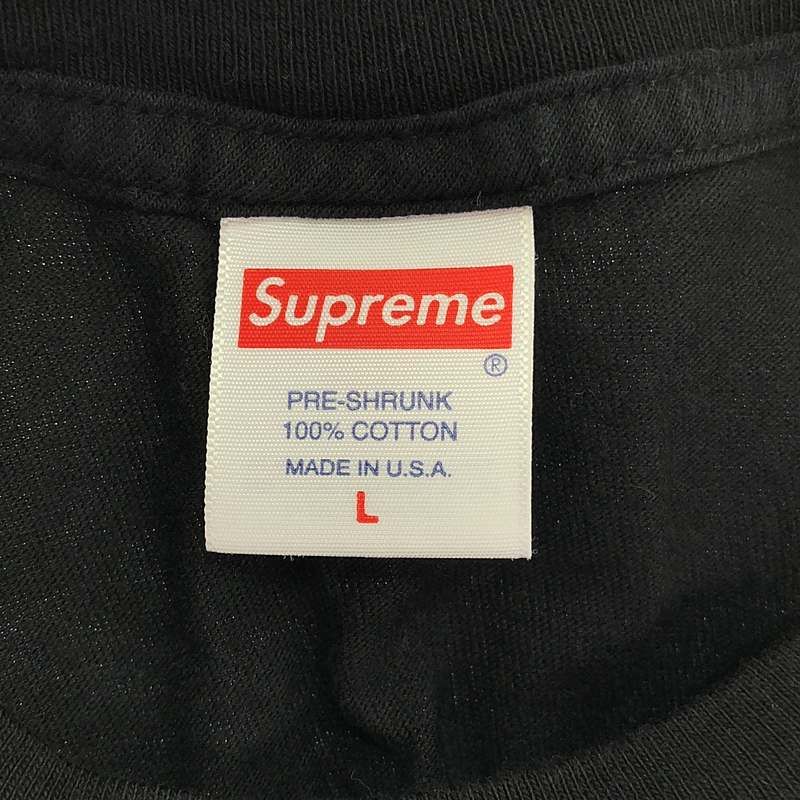 Supreme
®
PRE-SHRUNK
100% COTTON
MADE IN U.S.A.
L